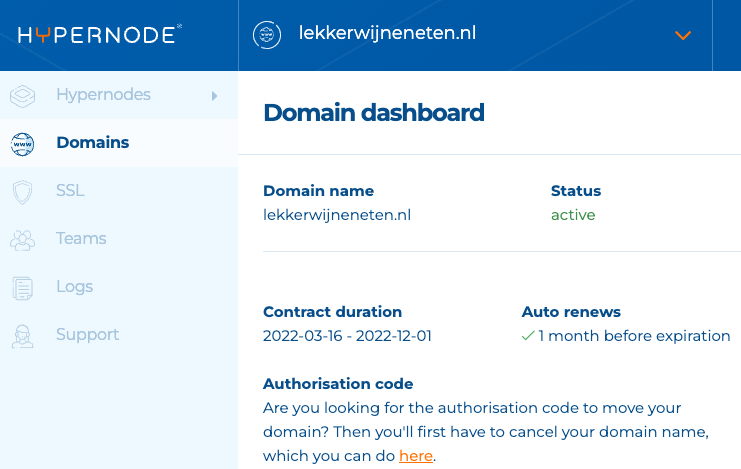 HYPERNODE
www
lekkerwijneneten.nl
Hypernodes
www
Domains
SSL
Teams
Logs
Support
Domain dashboard
Domain name
Status
lekkerwijneneten.nl
active
Contract duration
Auto renews
2022-03-16 - 2022-12-01
1 month before expiration
Authorisation code
Are you looking for the authorisation code to move your
domain? Then you'll first have to cancel your domain name,
which you can do here.